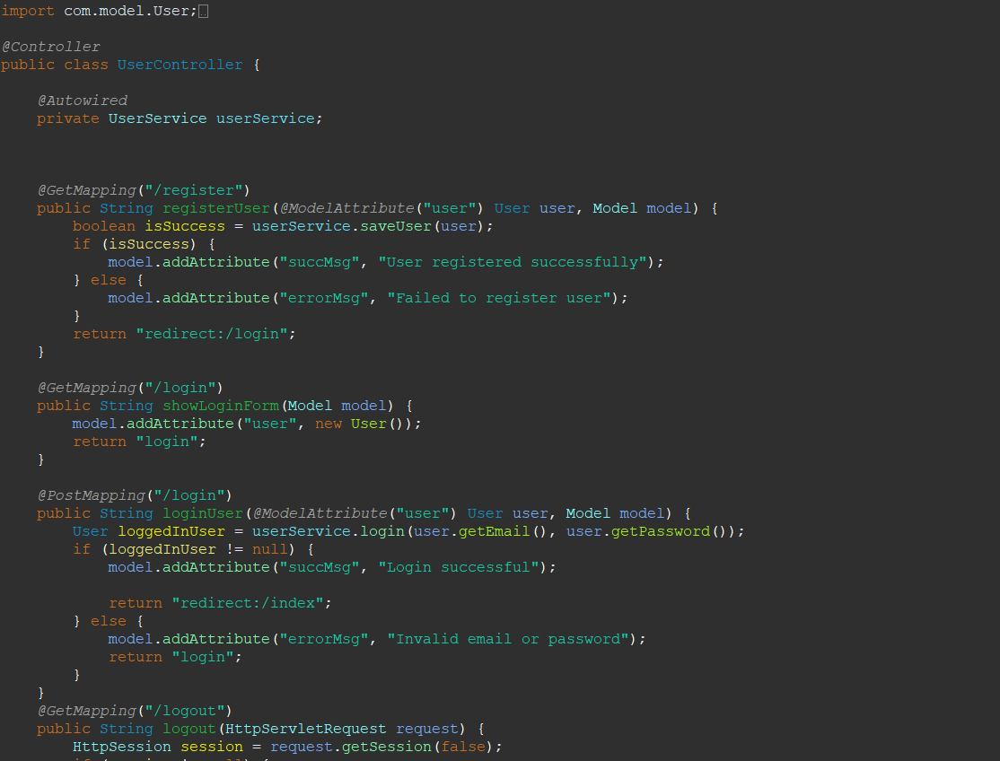 import com.model.User;
@Controller
public class UserController {
@Autowired
private UserService userService;
@GetMapping("/register")
public String registerUser(@ModelAttribute("user") User user, Model model) {
boolean isSuccess = userService.saveUser(user);
if (isSuccess) {
model.addAttribute("succMsg", "User registered successfully");
} else {
model.addAttribute("errorMsg", "Failed to register user");
}
return "redirect:/login";
}
@GetMapping("/login")
public String showLoginForm(Model model) {
model.addAttribute("user", new User());
return "login";
}
@PostMapping("/login")
public String loginUser(@ModelAttribute("user") User user, Model model) {
User loggedInUser = userService.login(user.getEmail(), user.getPassword());
if (loggedInUser != null) {
model.addAttribute("succMsg", "Login successful");
return "redirect:/index";
} else {
model.addAttribute("errorMsg", "Invalid email or password");
return "login";
}
}
@GetMapping("/logout")
public String logout(HttpServletRequest request) {
HttpSession session = request.getSession(false);